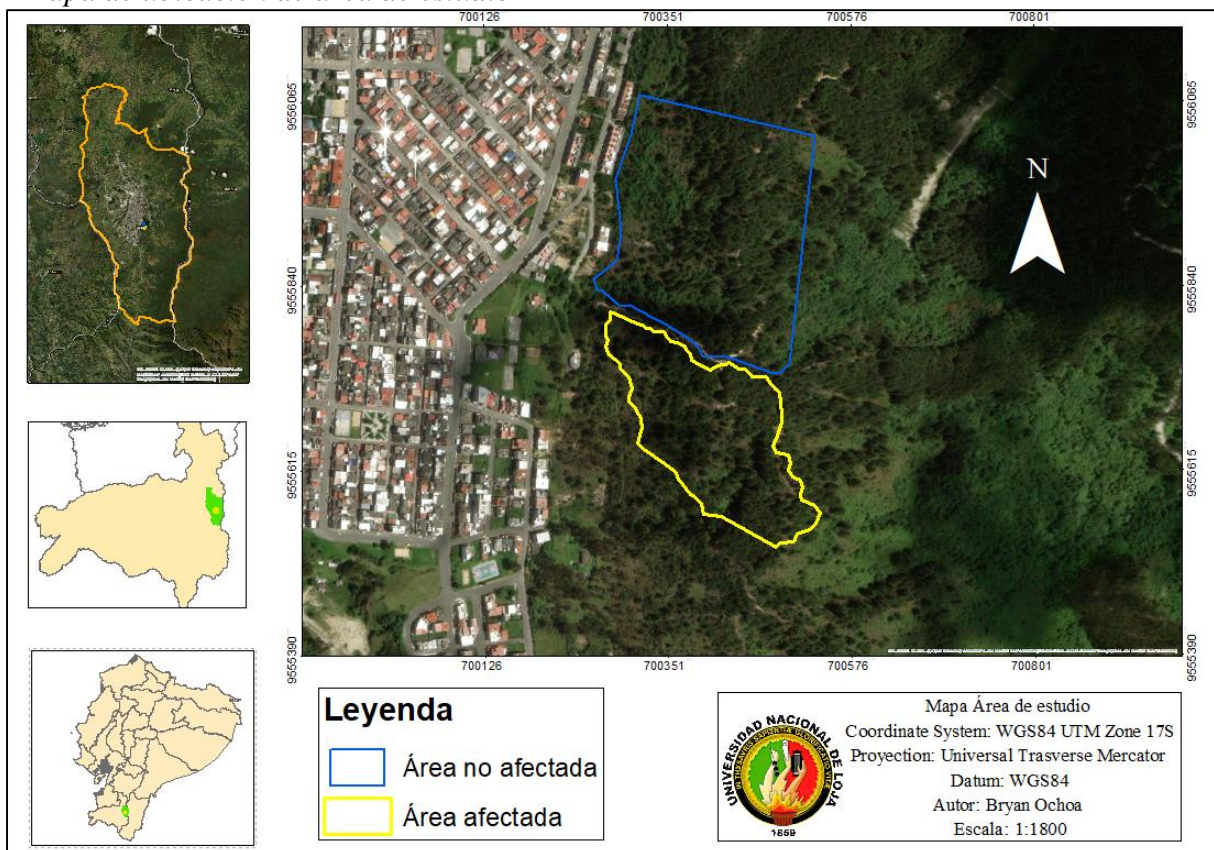 700126 700351 700576 700801
9556065 9556065
9555840 9555840
9555615 9555615
9555390 9555390
N
700126 700351 700576 700801
Leyenda
Área no afectada
Área afectada
UNIVERSIDAD NACIONAL DE LOJA
1859
Mapa Área de estudio
Coordinate System: WGS84 UTM Zone 17S
Proyection: Universal Trasverse Mercator
Datum: WGS84
Autor: Bryan Ochoa
Escala: 1:1800